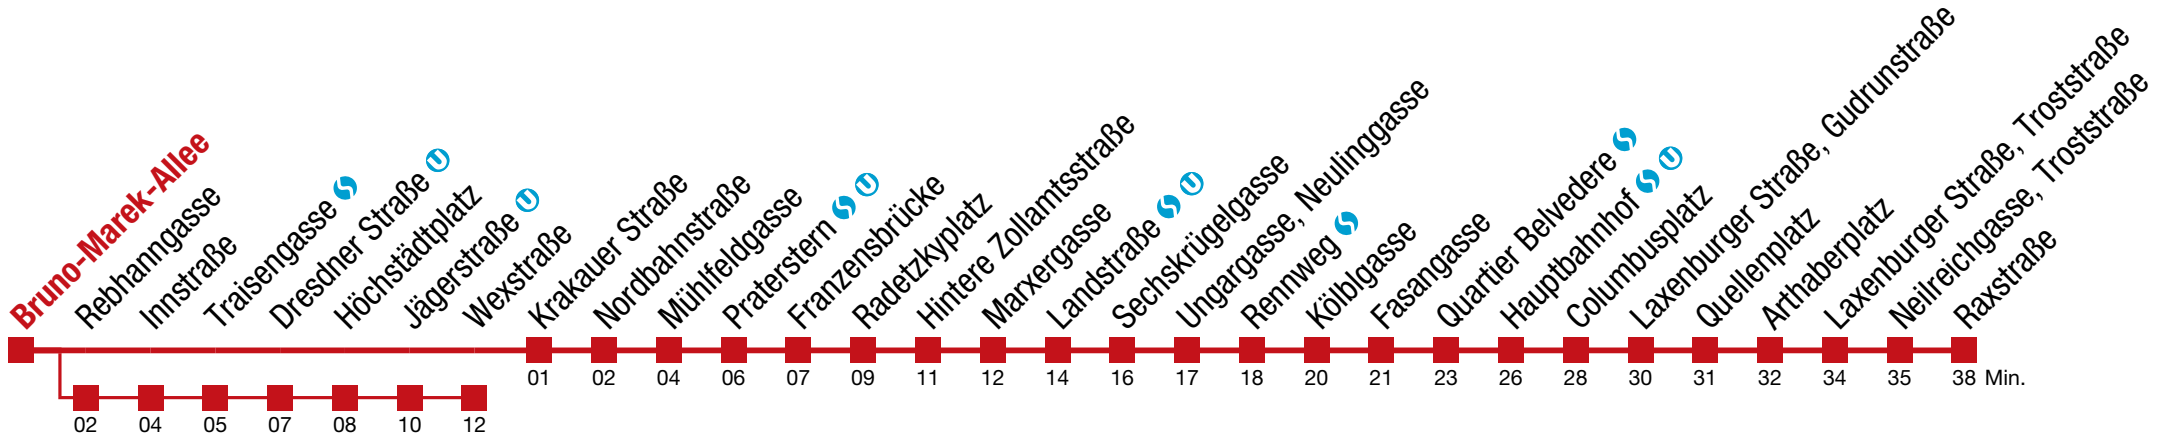 Bruno-Marek-Allee
Rebhanngasse
Innstraße
Traisengasse
Dresdner Straße
Höchstädtplatz
Jägerstraße
Wexstraße
Krakauer Straße
Nordbahnstraße
Mühlfeldgasse
Praterstern
Franzensbrücke
Radetzkyplatz
Hintere Zollamtsstraße
Marxergasse
Landstraße
Sechskrügelgasse
Ungargasse, Neulinggasse
Rennweg
Kölblgasse
Fasangasse
Quartier Belvedere
Hauptbahnhof
Columbusplatz
Laxenburger Straße, Gudrunstraße
Quellenplatz
Arthaberplatz
Laxenburger Straße, Troststraße
Neilreichgasse, Troststraße
Raxstraße
01 02 04 06 07 09 11 12 14 16 17 18 20 21 23 26 28 30 31 32 34 35 38 Min.
02 04 05 07 08 10 12